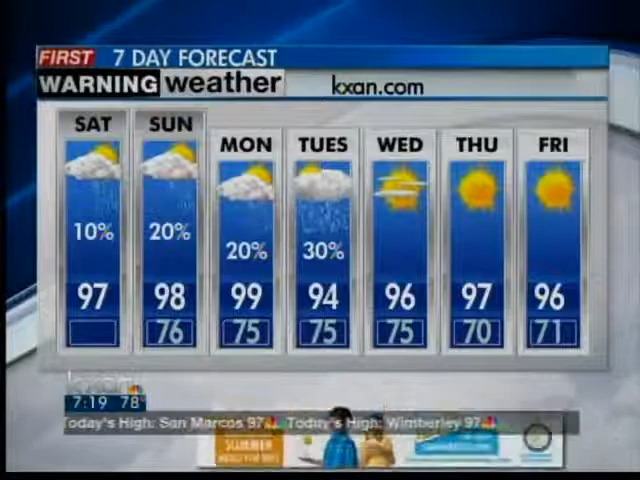 FIRST 7 DAY FORECAST
WARNING weather kxan.com
SAT SUN MON TUES WED THU FRI
10% 20% 20% 30%
97 98 99 94 96 97 96
76 75 75 75 70 71
kxan
7:19 78°
Today's High: San Marcos 97 Today's High: Wimberley 97
SUMMER